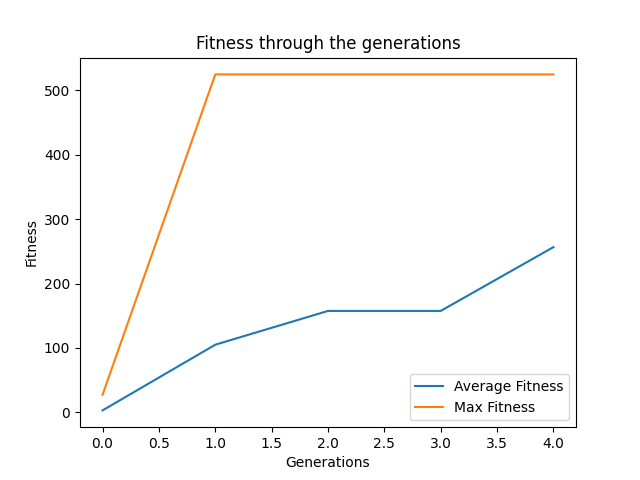 Fitness through the generations
Fitness
500
400
300
200
100
0
0.0 0.5 1.0 1.5 2.0 2.5 3.0 3.5 4.0
Generations
Average Fitness
Max Fitness